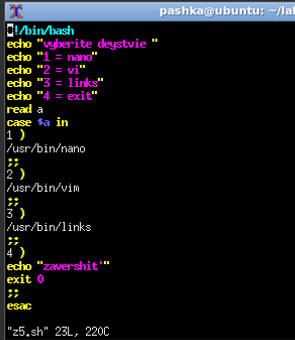 pashka@ubuntu: ~/lal
#!/bin/bash
echo "vyberite deystvie "
echo "1 = nano"
echo "2 = vi"
echo "3 = links"
echo "4 = exit"
read a
case $a in
1 )
/usr/bin/nano
;;
2 )
/usr/bin/vim
;;
3 )
/usr/bin/links
;;
4 )
echo "zavershit'"
exit 0
;;
esac
"z5.sh" 23L, 220C